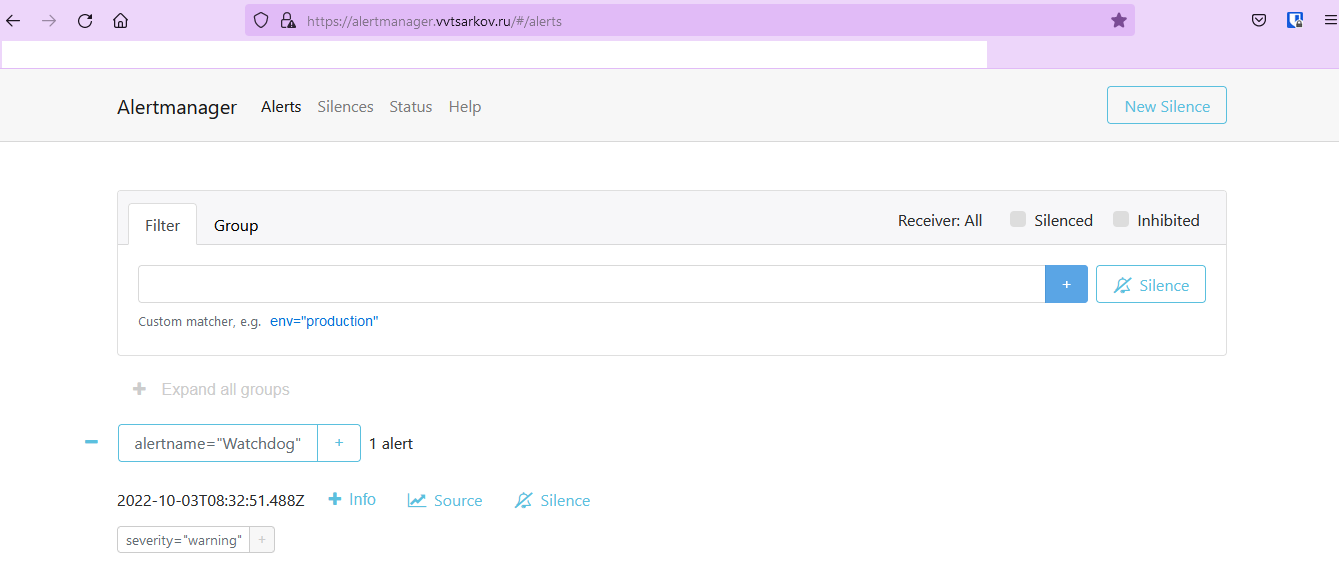 https://alertmanager.vvtsarkov.ru/#/alerts
Alertmanager Alerts Silences Status Help New Silence
Filter Group Receiver: All Silenced Inhibited
+ Silence
Custom matcher, e.g. env="production"
+ Expand all groups
alertname="Watchdog" + 1 alert
2022-10-03T08:32:51.488Z + Info Source Silence
severity="warning" +